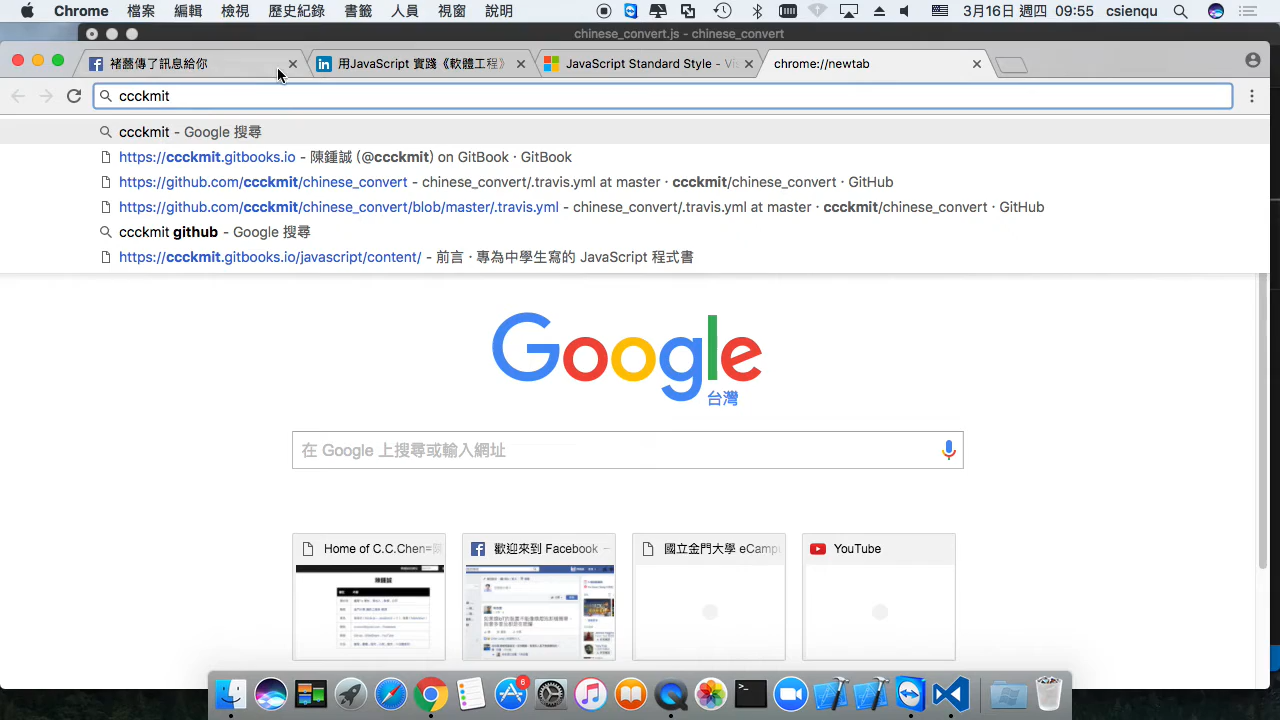 Chrome 檔案 編輯 檢視 歷史紀錄 書籤 人員 視窗 說明 3月16日 週四 09:55 csienqu
chinese_convert.js - chinese_convert
褚薔傳了訊息給你 用JavaScript 實踐《軟體工程》 JavaScript Standard Style - Vi chrome://newtab
ccckmit
ccckmit - Google 搜尋
https://ccckmit.gitbooks.io - 陳鍾誠 (@ccckmit) on GitBook · GitBook
https://github.com/ccckmit/chinese_convert - chinese_convert/.travis.yml at master · ccckmit/chinese_convert · GitHub
https://github.com/ccckmit/chinese_convert/blob/master/.travis.yml - chinese_convert/.travis.yml at master · ccckmit/chinese_convert · GitHub
ccckmit github - Google 搜尋
https://ccckmit.gitbooks.io/javascript/content/ - 前言 · 專為中學生寫的 JavaScript 程式書
Google
台灣
在 Google 上搜尋或輸入網址
Home of C.C.Chen= 歡迎來到 Facebook 國立金門大學 eCamp YouTube
陳鍾誠
6